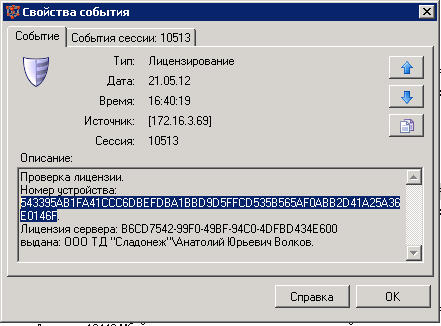 Свойства события
Событие
События сессии: 10513
Тип: Лицензирование
Дата: 21.05.12
Время: 16:40:19
Источник: [172.16.3.69]
Сессия: 10513
Описание:
Проверка лицензии.
Номер устройства:
543395AB1FA41CCC6DBEFDBA1BBD9D5FFCD535B565AF0ABB2D41A25A36
E0146F.
Лицензия сервера: B6CD7542-99F0-49BF-94C0-4DFBD434E600
выдана: ООО ТД "Сладонеж"\Анатолий Юрьевич Волков.
Справка
OK